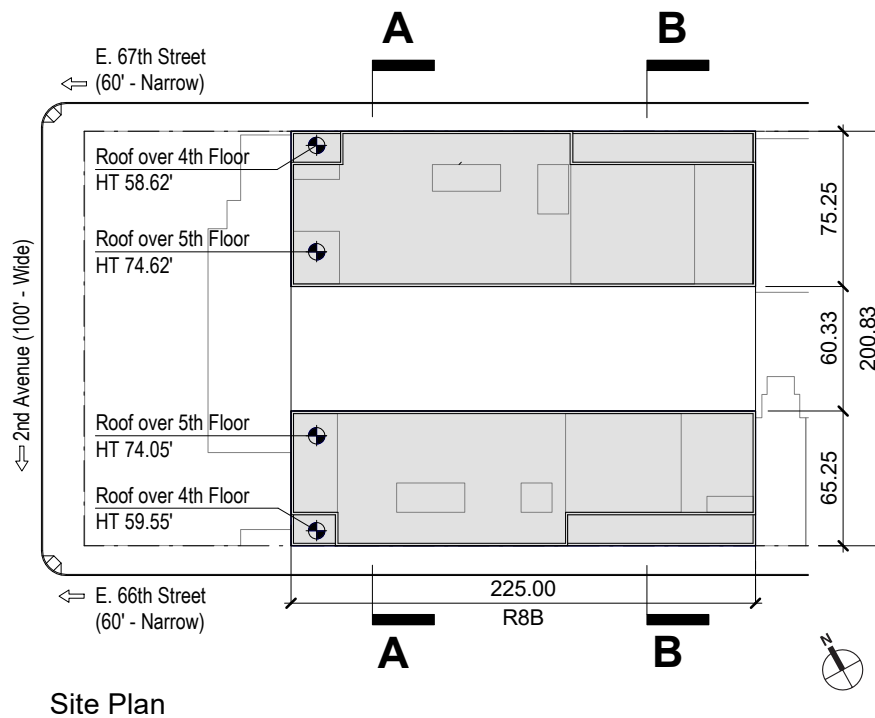 A
B
E. 67th Street
(60' - Narrow)
Roof over 4th Floor
HT 58.62'
Roof over 5th Floor
HT 74.62'
2nd Avenue (100' - Wide)
75.25
60.33
200.83
65.25
Roof over 5th Floor
HT 74.05'
Roof over 4th Floor
HT 59.55'
E. 66th Street
(60' - Narrow)
225.00
R8B
A
B
N
Site Plan